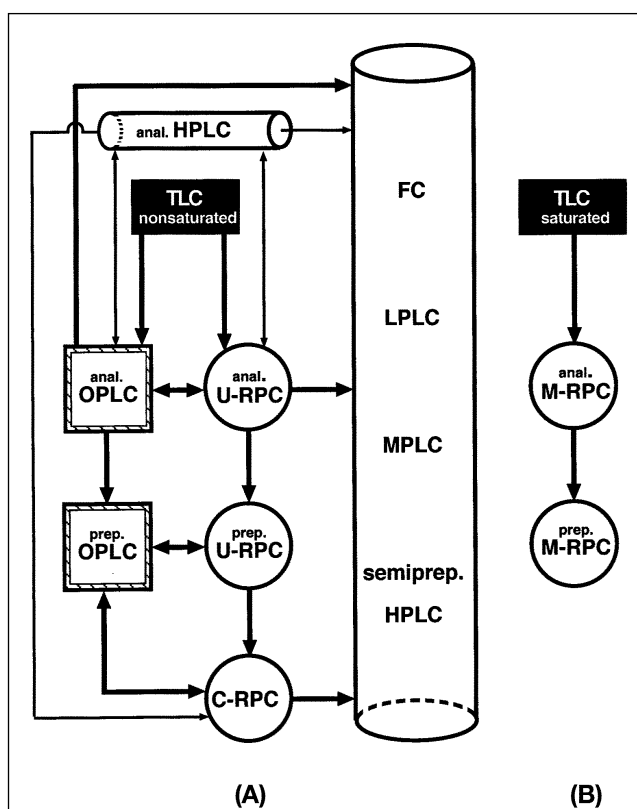 anal. HPLC
TLC
nonsaturated
anal.
OPLC
anal.
U-RPC
prep.
OPLC
prep.
U-RPC
C-RPC
FC
LPLC
MPLC
semiprep.
HPLC
(A)
TLC
saturated
anal.
M-RPC
prep.
M-RPC
(B)